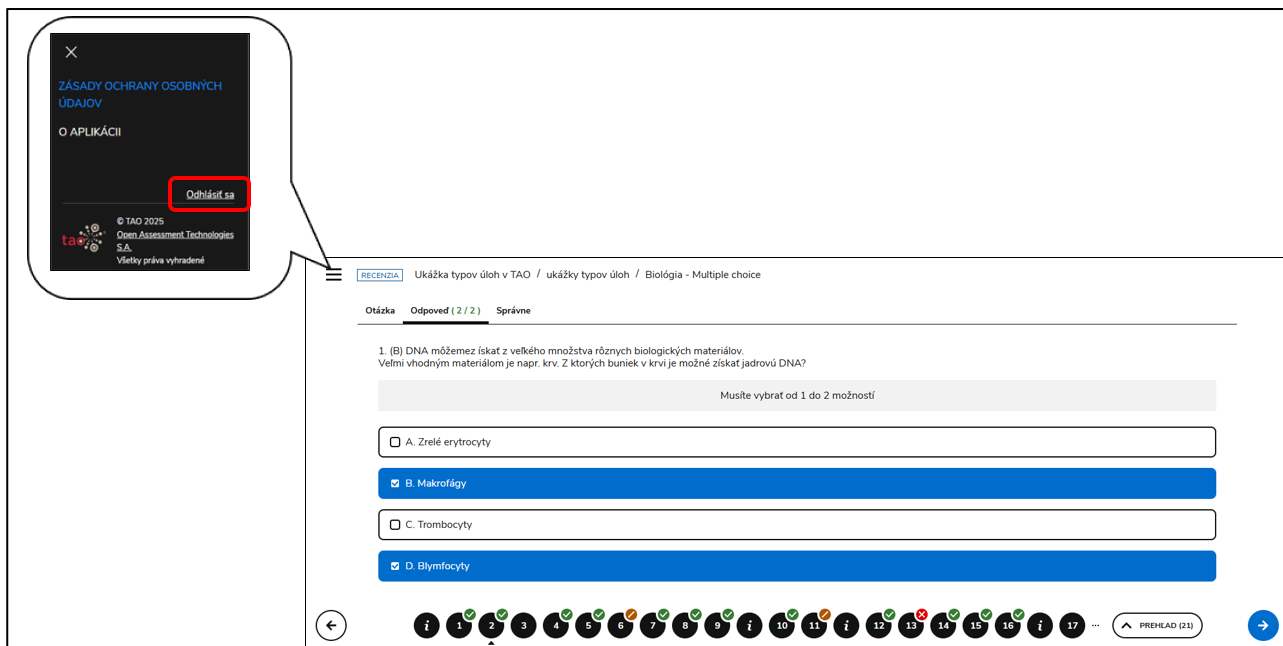 ZÁSADY OCHRANY OSOBNÝCH
ÚDAJOV
O APLIKÁCII
Odhlásiť sa
tao
© TAO 2025
Open Assessment Technologies
S.A.
Všetky práva vyhradené
RECENZIA Ukážka typov úloh v TAO / ukážky typov úloh / Biológia - Multiple choice
Otázka Odpoveď ( 2 / 2 ) Správne
1. (B) DNA môžemez ískať z veľkého množstva rôznych biologických materiálov.
Veľmi vhodným materiálom je napr. krv. Z ktorých buniek v krvi je možné získať jadrovú DNA?
Musíte vybrať od 1 do 2 možností
A. Zrelé erytrocyty
B. Makrofágy
C. Trombocyty
D. Blymfocyty
i 1 2 3 4 5 6 7 8 9 i 10 11 i 12 13 14 15 16 i 17 ... PREHĽAD (21)